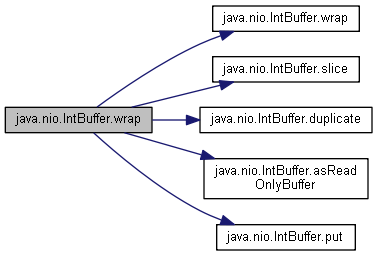 java.nio.IntBuffer.wrap
java.nio.IntBuffer.slice
java.nio.IntBuffer.wrap
java.nio.IntBuffer.duplicate
java.nio.IntBuffer.asRead
OnlyBuffer
java.nio.IntBuffer.put